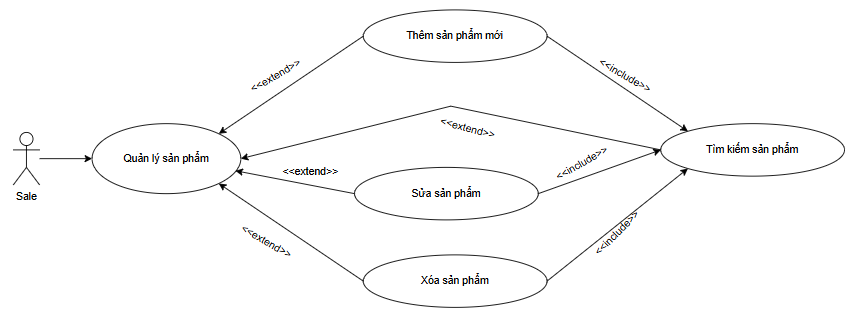 Thêm sản phẩm mới
<<extend>>
<<include>>
<<extend>>
Quản lý sản phẩm
Tìm kiếm sản phẩm
<<include>>
<<extend>>
Sale
Sửa sản phẩm
<<extend>>
<<include>>
Xóa sản phẩm